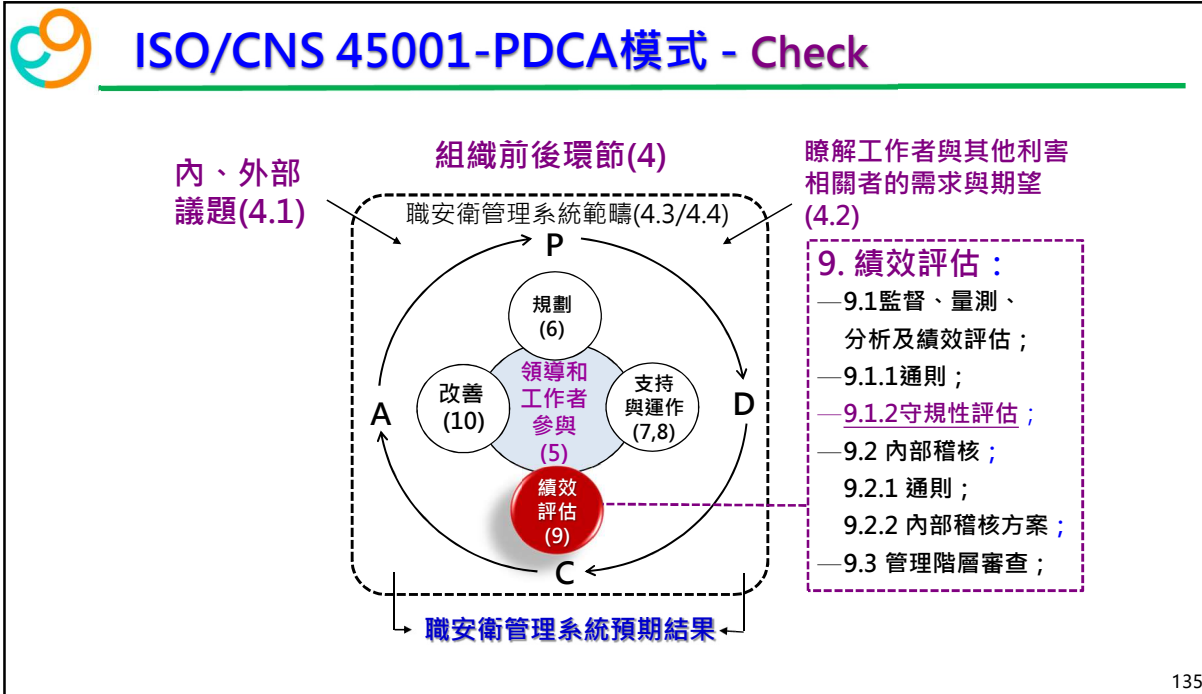 ISO/CNS 45001-PDCA模式 - Check
組織前後環節(4)
內、外部
議題(4.1)
瞭解工作者與其他利害
相關者的需求與期望
(4.2)
職安衛管理系統範疇(4.3/4.4)
P
規劃
(6)
領導和
工作者
參與
(5)
改善
(10)
支持
與運作
(7,8)
A
D
績效
評估
(9)
C
9. 績效評估：
—9.1監督、量測、
分析及績效評估；
—9.1.1通則；
—9.1.2守規性評估；
—9.2 內部稽核；
9.2.1 通則；
9.2.2 內部稽核方案；
—9.3 管理階層審查；
職安衛管理系統預期結果
135